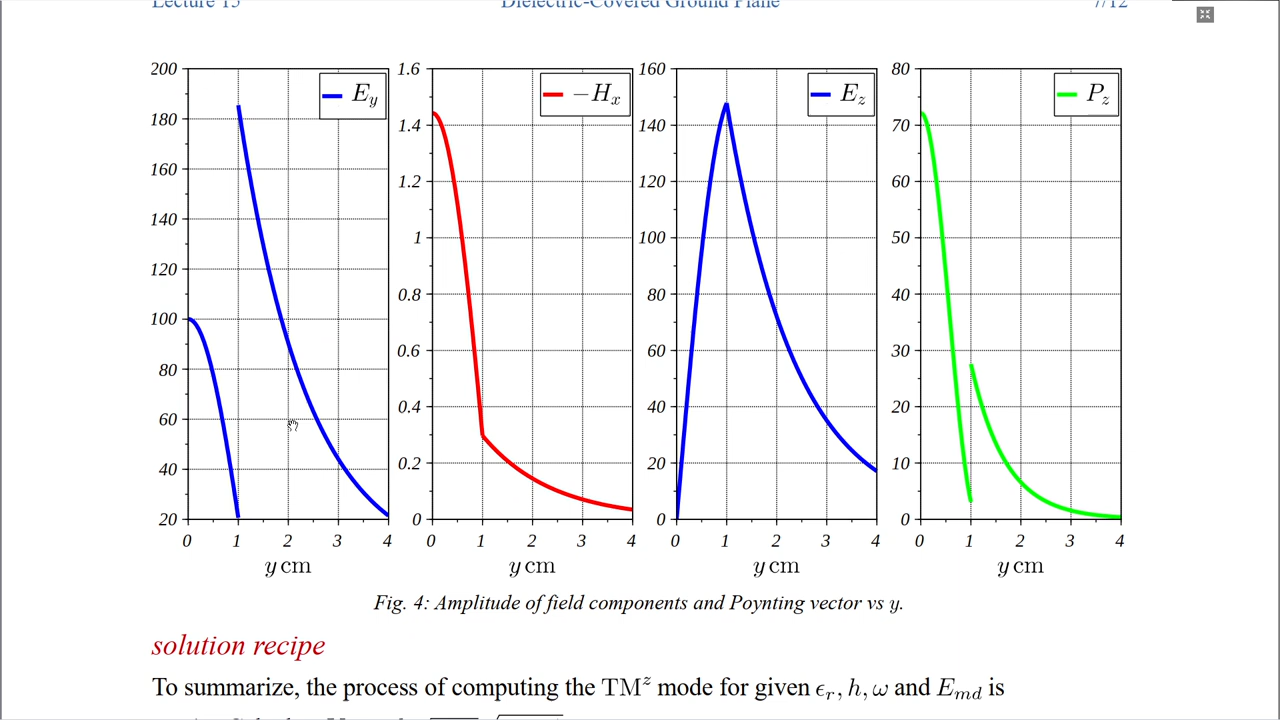 Lecture 15 Dielectric-Covered Ground Plane 7/12
200 180 160 140 120 100 80 60 40 20
0 1 2 3 4
E_y
y cm
1.6 1.4 1.2 1 0.8 0.6 0.4 0.2 0
0 1 2 3 4
−H_x
y cm
160 140 120 100 80 60 40 20 0
0 1 2 3 4
E_z
y cm
80 70 60 50 40 30 20 10 0
0 1 2 3 4
P_z
y cm
Fig. 4: Amplitude of field components and Poynting vector vs y.
solution recipe
To summarize, the process of computing the TM^z mode for given ϵ_r, h, ω and E_md is